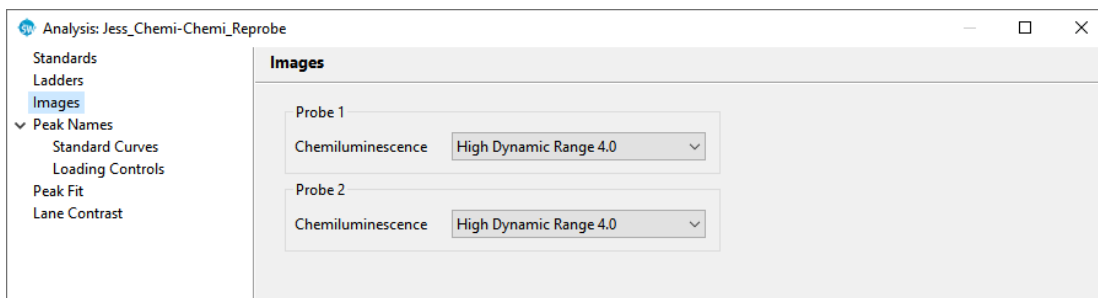 SW Analysis: Jess_Chemi-Chemi_Reprobe
Standards
Ladders
Images
Peak Names
Standard Curves
Loading Controls
Peak Fit
Lane Contrast
Images
Probe 1
Chemiluminescence High Dynamic Range 4.0
Probe 2
Chemiluminescence High Dynamic Range 4.0